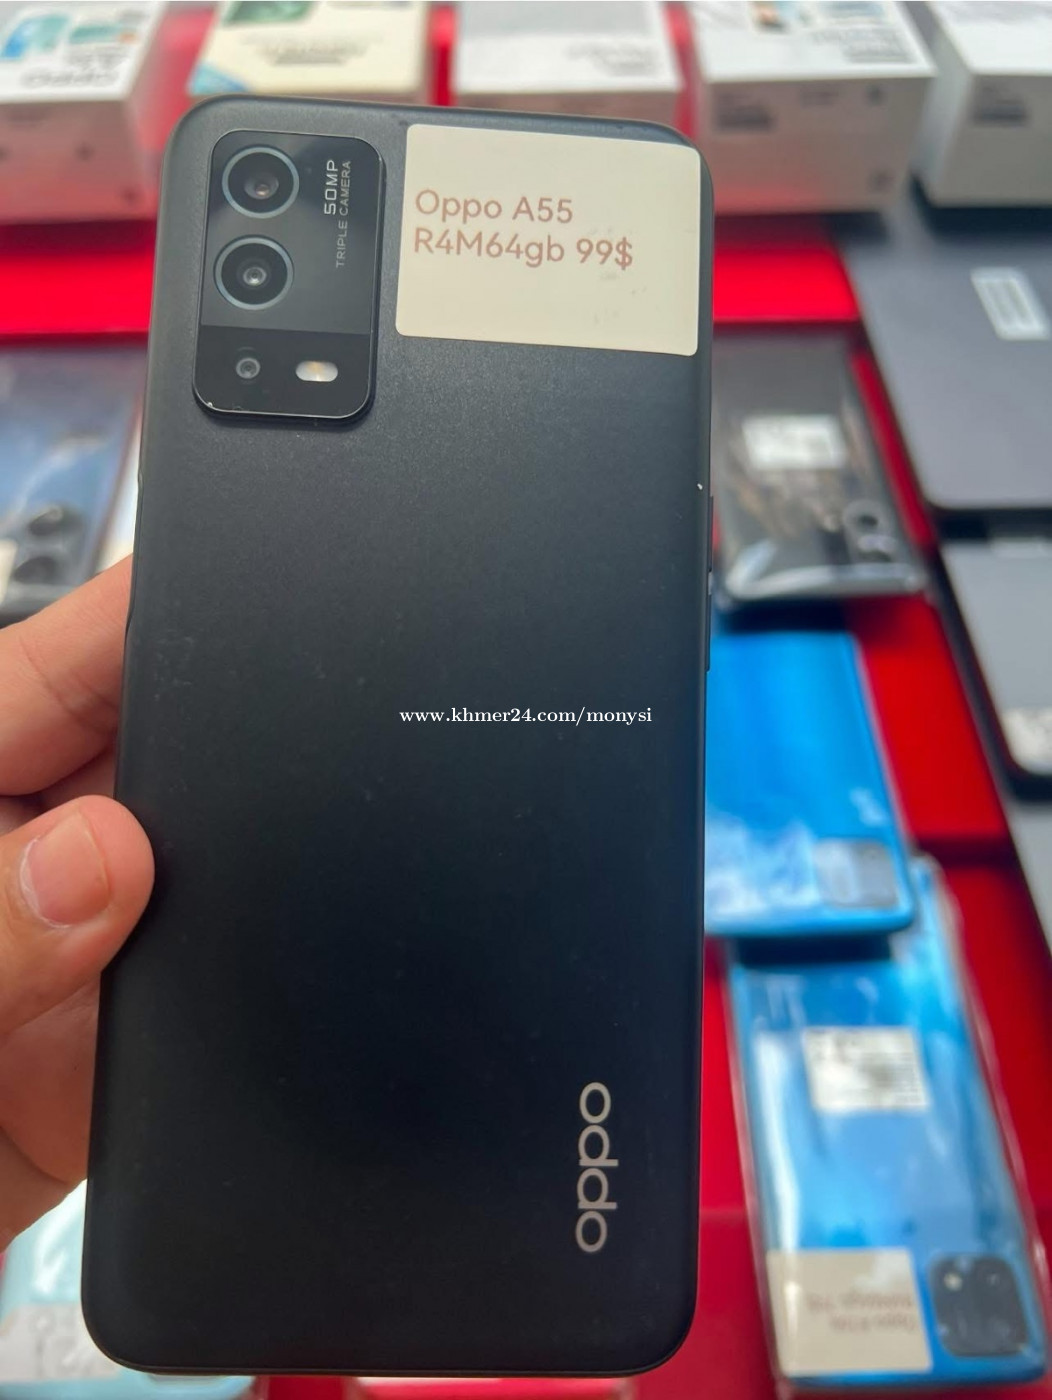 50MP
TRIPLE CAMERA
Oppo A55
R4M64gb 99$
www.khmer24.com/monysi
oppo